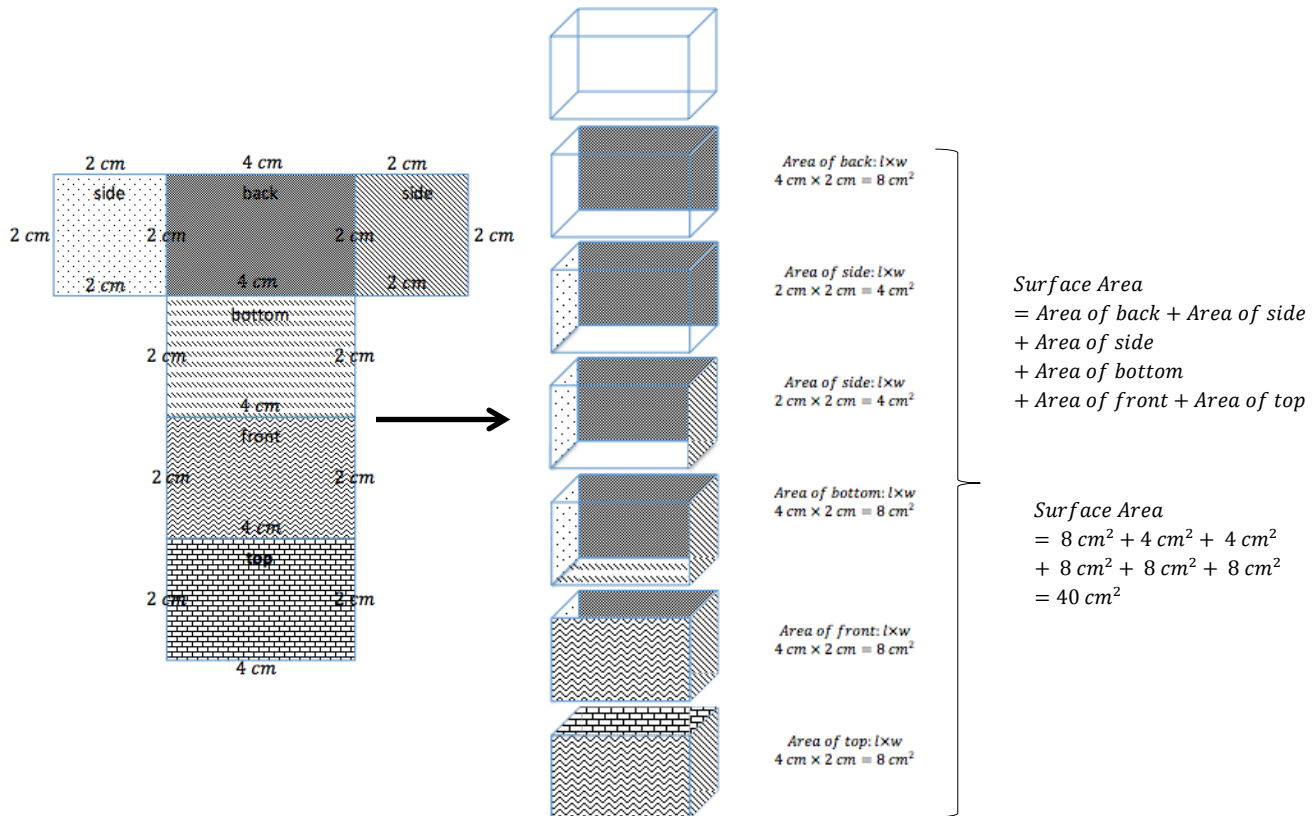 2 cm 4 cm 2 cm
side back side
2 cm 2 cm 2 cm 2 cm
2 cm 4 cm 2 cm
bottom
2 cm 2 cm
4 cm
front
2 cm 2 cm
4 cm
top
2 cm 2 cm
4 cm
Area of back: l×w
4 cm × 2 cm = 8 cm²
Area of side: l×w
2 cm × 2 cm = 4 cm²
Area of side: l×w
2 cm × 2 cm = 4 cm²
Area of bottom: l×w
4 cm × 2 cm = 8 cm²
Area of front: l×w
4 cm × 2 cm = 8 cm²
Area of top: l×w
4 cm × 2 cm = 8 cm²
Surface Area
= Area of back + Area of side
+ Area of side
+ Area of bottom
+ Area of front + Area of top
Surface Area
= 8 cm² + 4 cm² + 4 cm²
+ 8 cm² + 8 cm² + 8 cm²
= 40 cm²